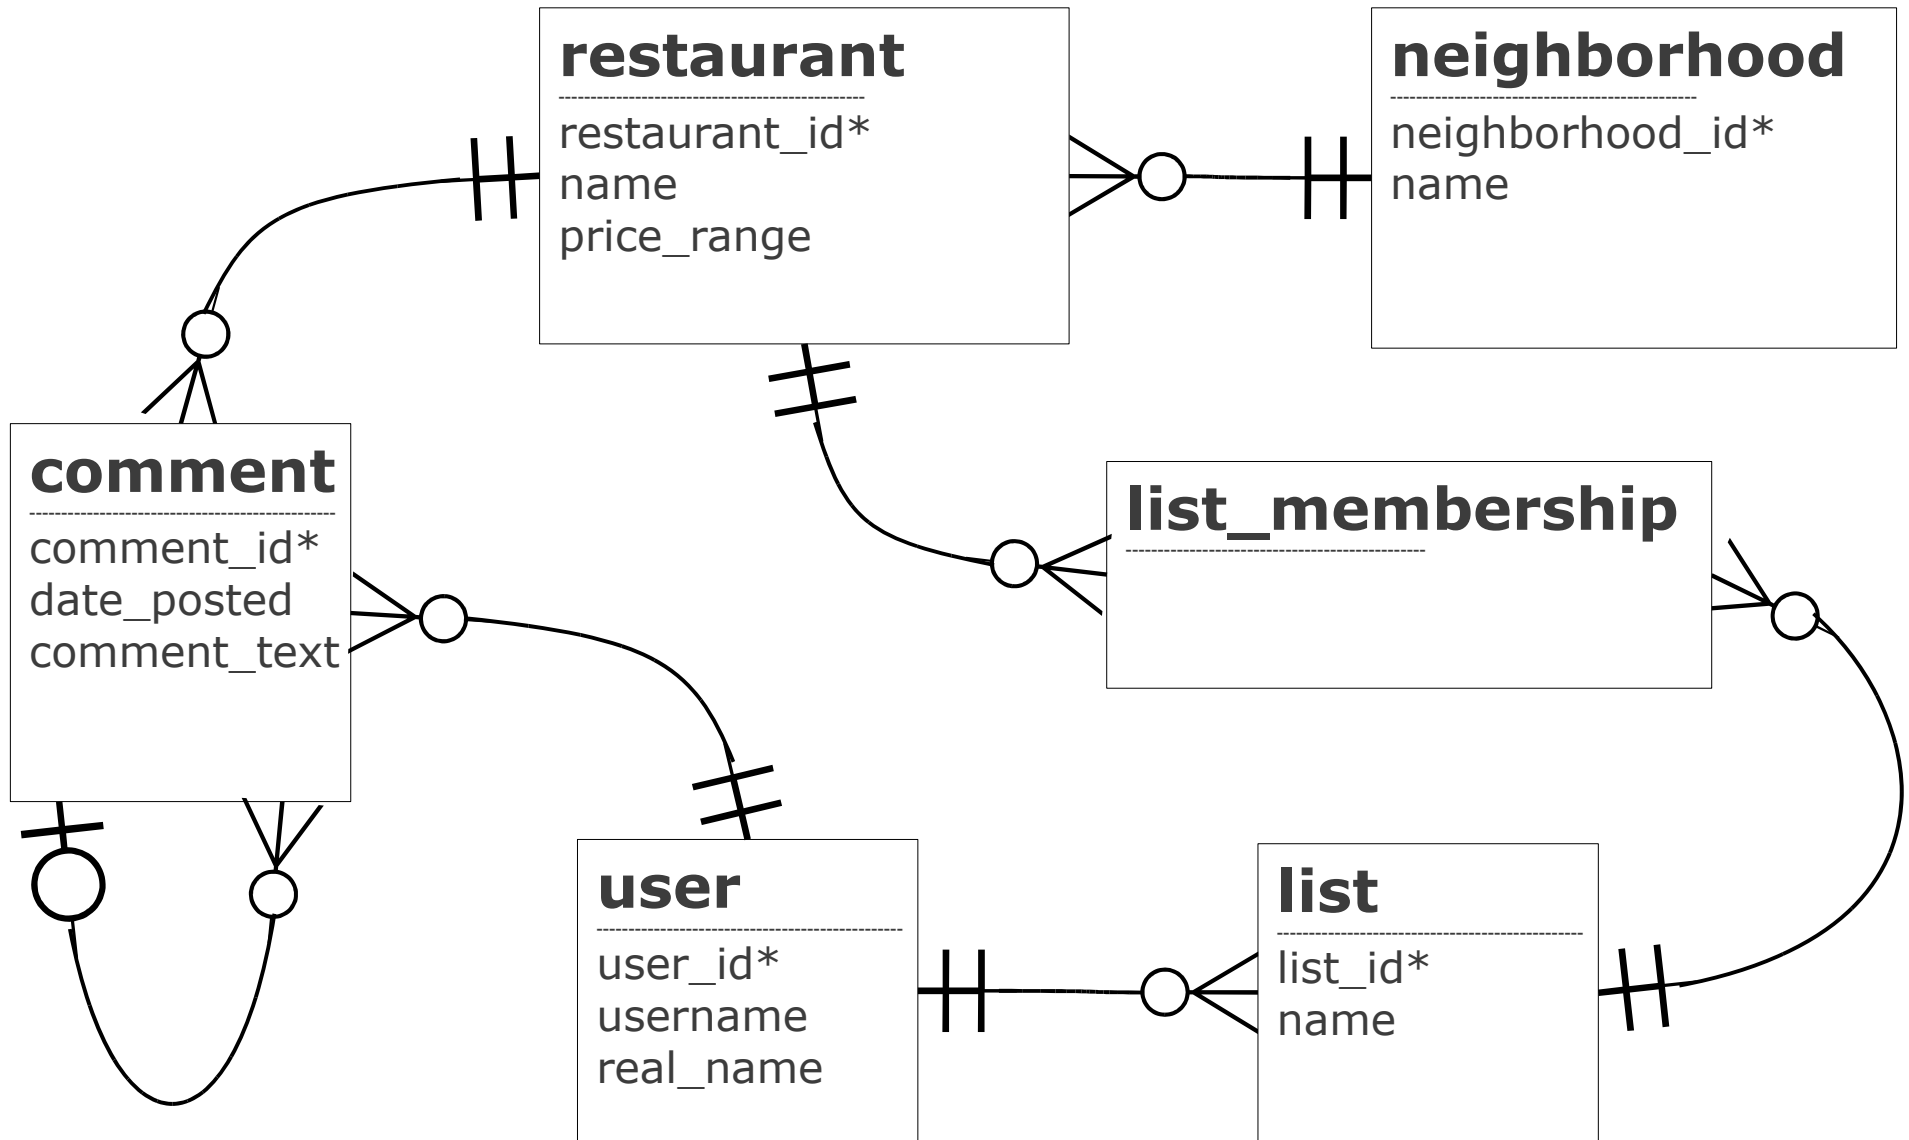 restaurant
restaurant_id*
name
price_range
neighborhood
neighborhood_id*
name
comment
comment_id*
date_posted
comment_text
list_membership
user
user_id*
username
real_name
list
list_id*
name